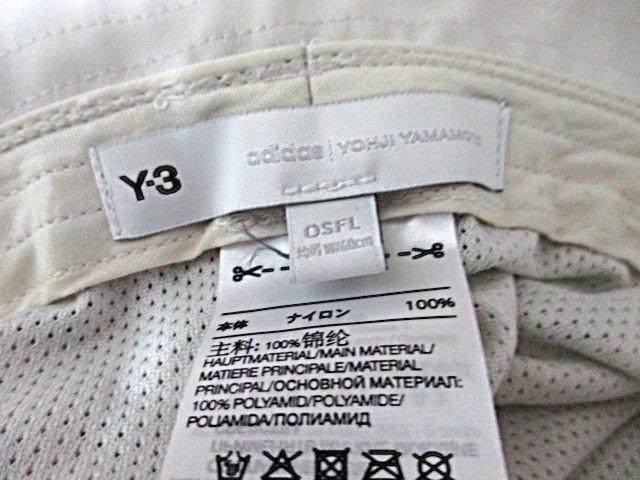 Y-3 adidas | YOHJI YAMAMOTO
OSFL
本体 ナイロン 100%
主料: 100%锦纶
HAUPTMATERIAL/MAIN MATERIAL/
MATIERE PRINCIPALE/MATERIAL
PRINCIPAL/ОСНОВНОЙ МАТЕРИАЛ:
100% POLYAMID/POLYAMIDE/
POLIAMIDA/ПОЛИАМИД